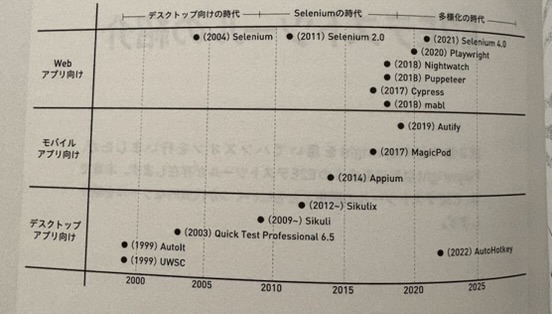 デスクトップ向けの時代
Seleniumの時代
多様化の時代
Web
アプリ向け
(2004) Selenium
(2011) Selenium 2.0
(2021) Selenium 4.0
(2020) Playwright
(2018) Nightwatch
(2018) Puppeteer
(2017) Cypress
(2018) mabl
モバイル
アプリ向け
(2019) Autify
(2017) MagicPod
(2014) Appium
デスクトップ
アプリ向け
(2012~) Sikulix
(2009~) Sikuli
(2003) Quick Test Professional 6.5
(1999) AutoIt
(1999) UWSC
(2022) AutoHotkey
2000
2005
2010
2015
2020
2025